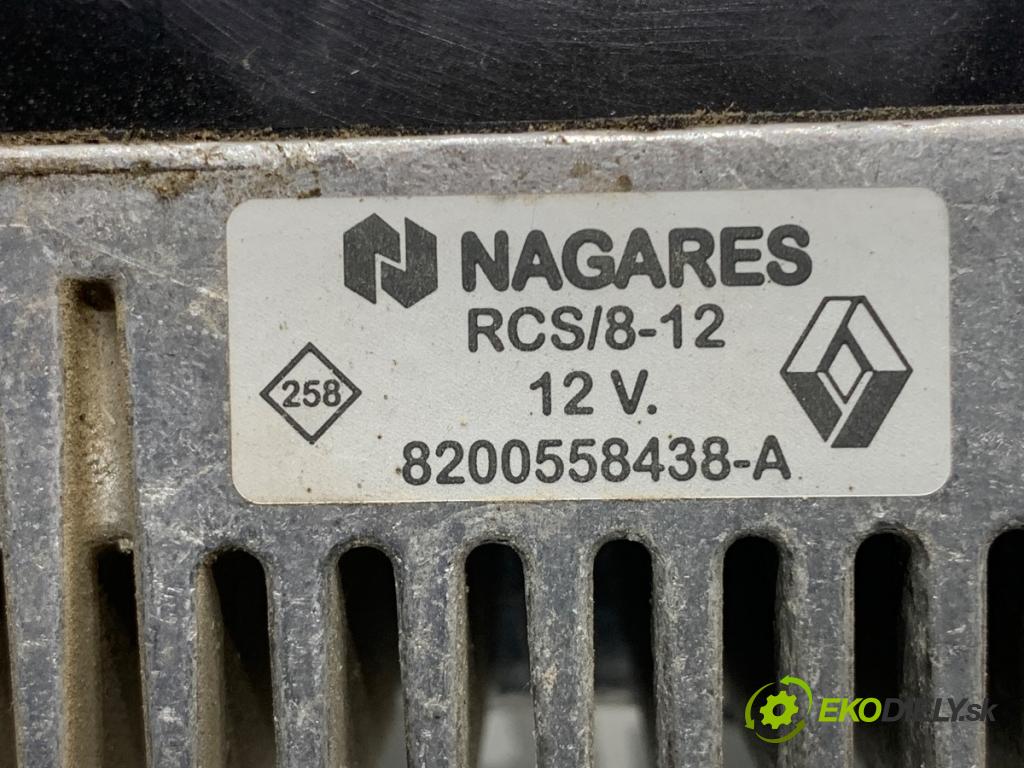 NAGARES
RCS/8-12
258
12 V.
8200558438-A
EKODIELY.sk